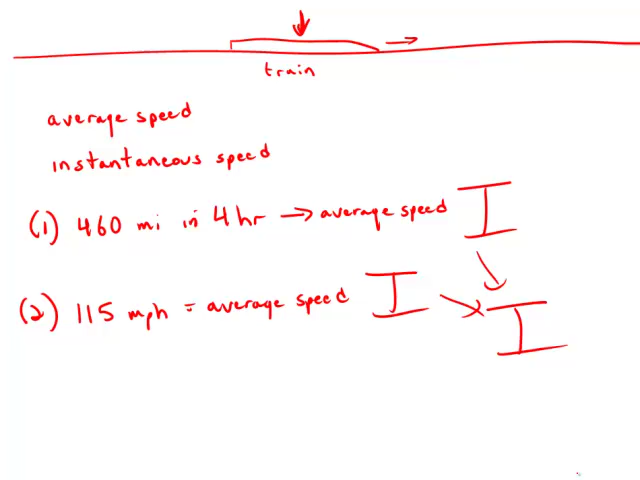 train
average speed
instantaneous speed
(1) 460 mi in 4 hr → average speed I
(2) 115 mph = average speed I
I